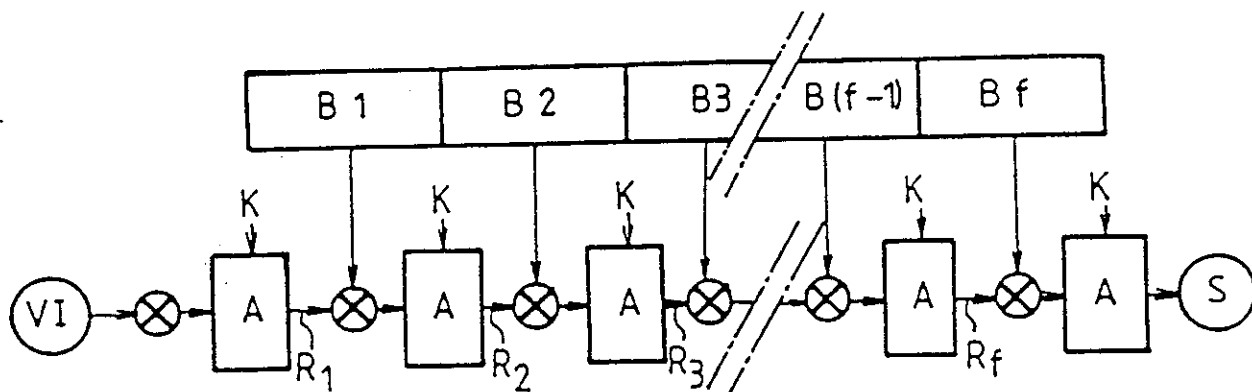 B 1 B 2 B3 B(f-1) B f
K K K K K
VI A A A A A S
R1 R2 R3 Rf